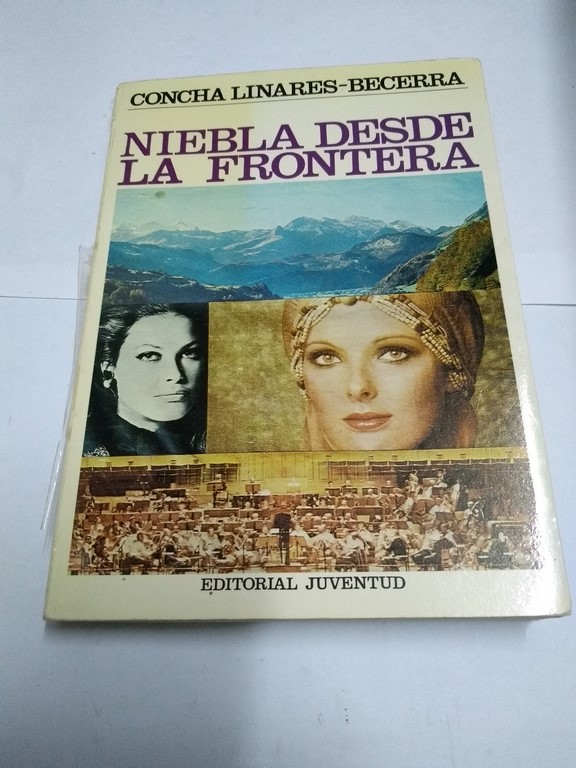 CONCHA LINARES-BECERRA
NIEBLA DESDE
LA FRONTERA
EDITORIAL JUVENTUD